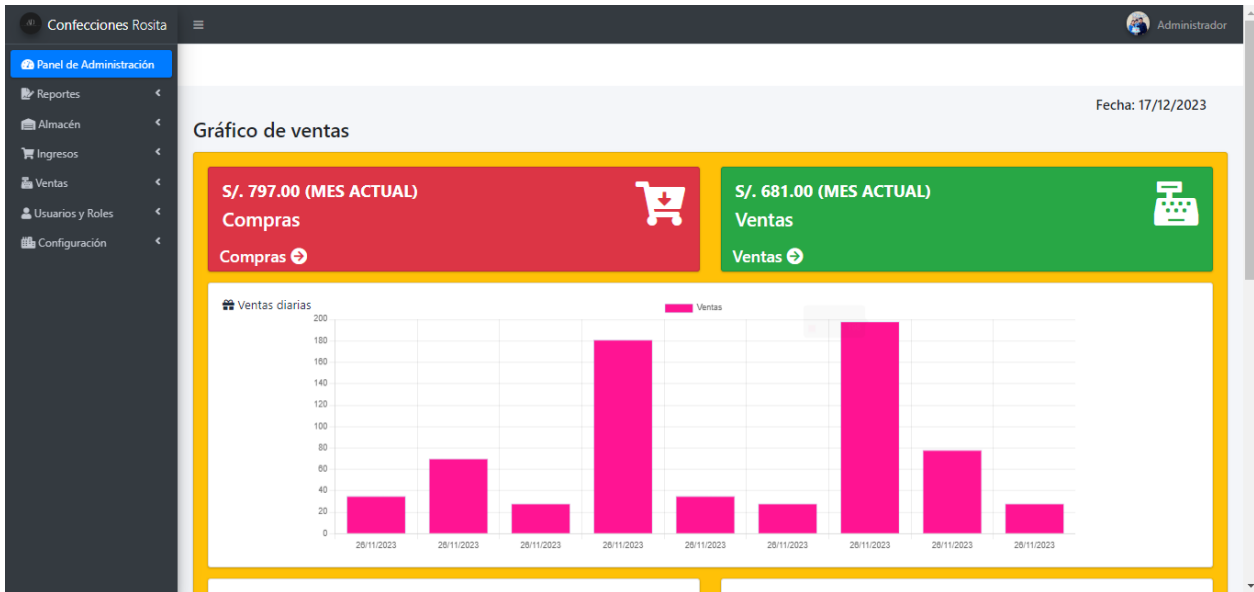 Confecciones Rosita
Administrador
Panel de Administración
Reportes
Almacén
Ingresos
Ventas
Usuarios y Roles
Configuración
Fecha: 17/12/2023
Gráfico de ventas
S/. 797.00 (MES ACTUAL)
Compras
Compras
S/. 681.00 (MES ACTUAL)
Ventas
Ventas
Ventas diarias
Ventas
200
180
160
140
120
100
80
60
40
20
0
26/11/2023 26/11/2023 26/11/2023 26/11/2023 26/11/2023 26/11/2023 26/11/2023 26/11/2023 26/11/2023